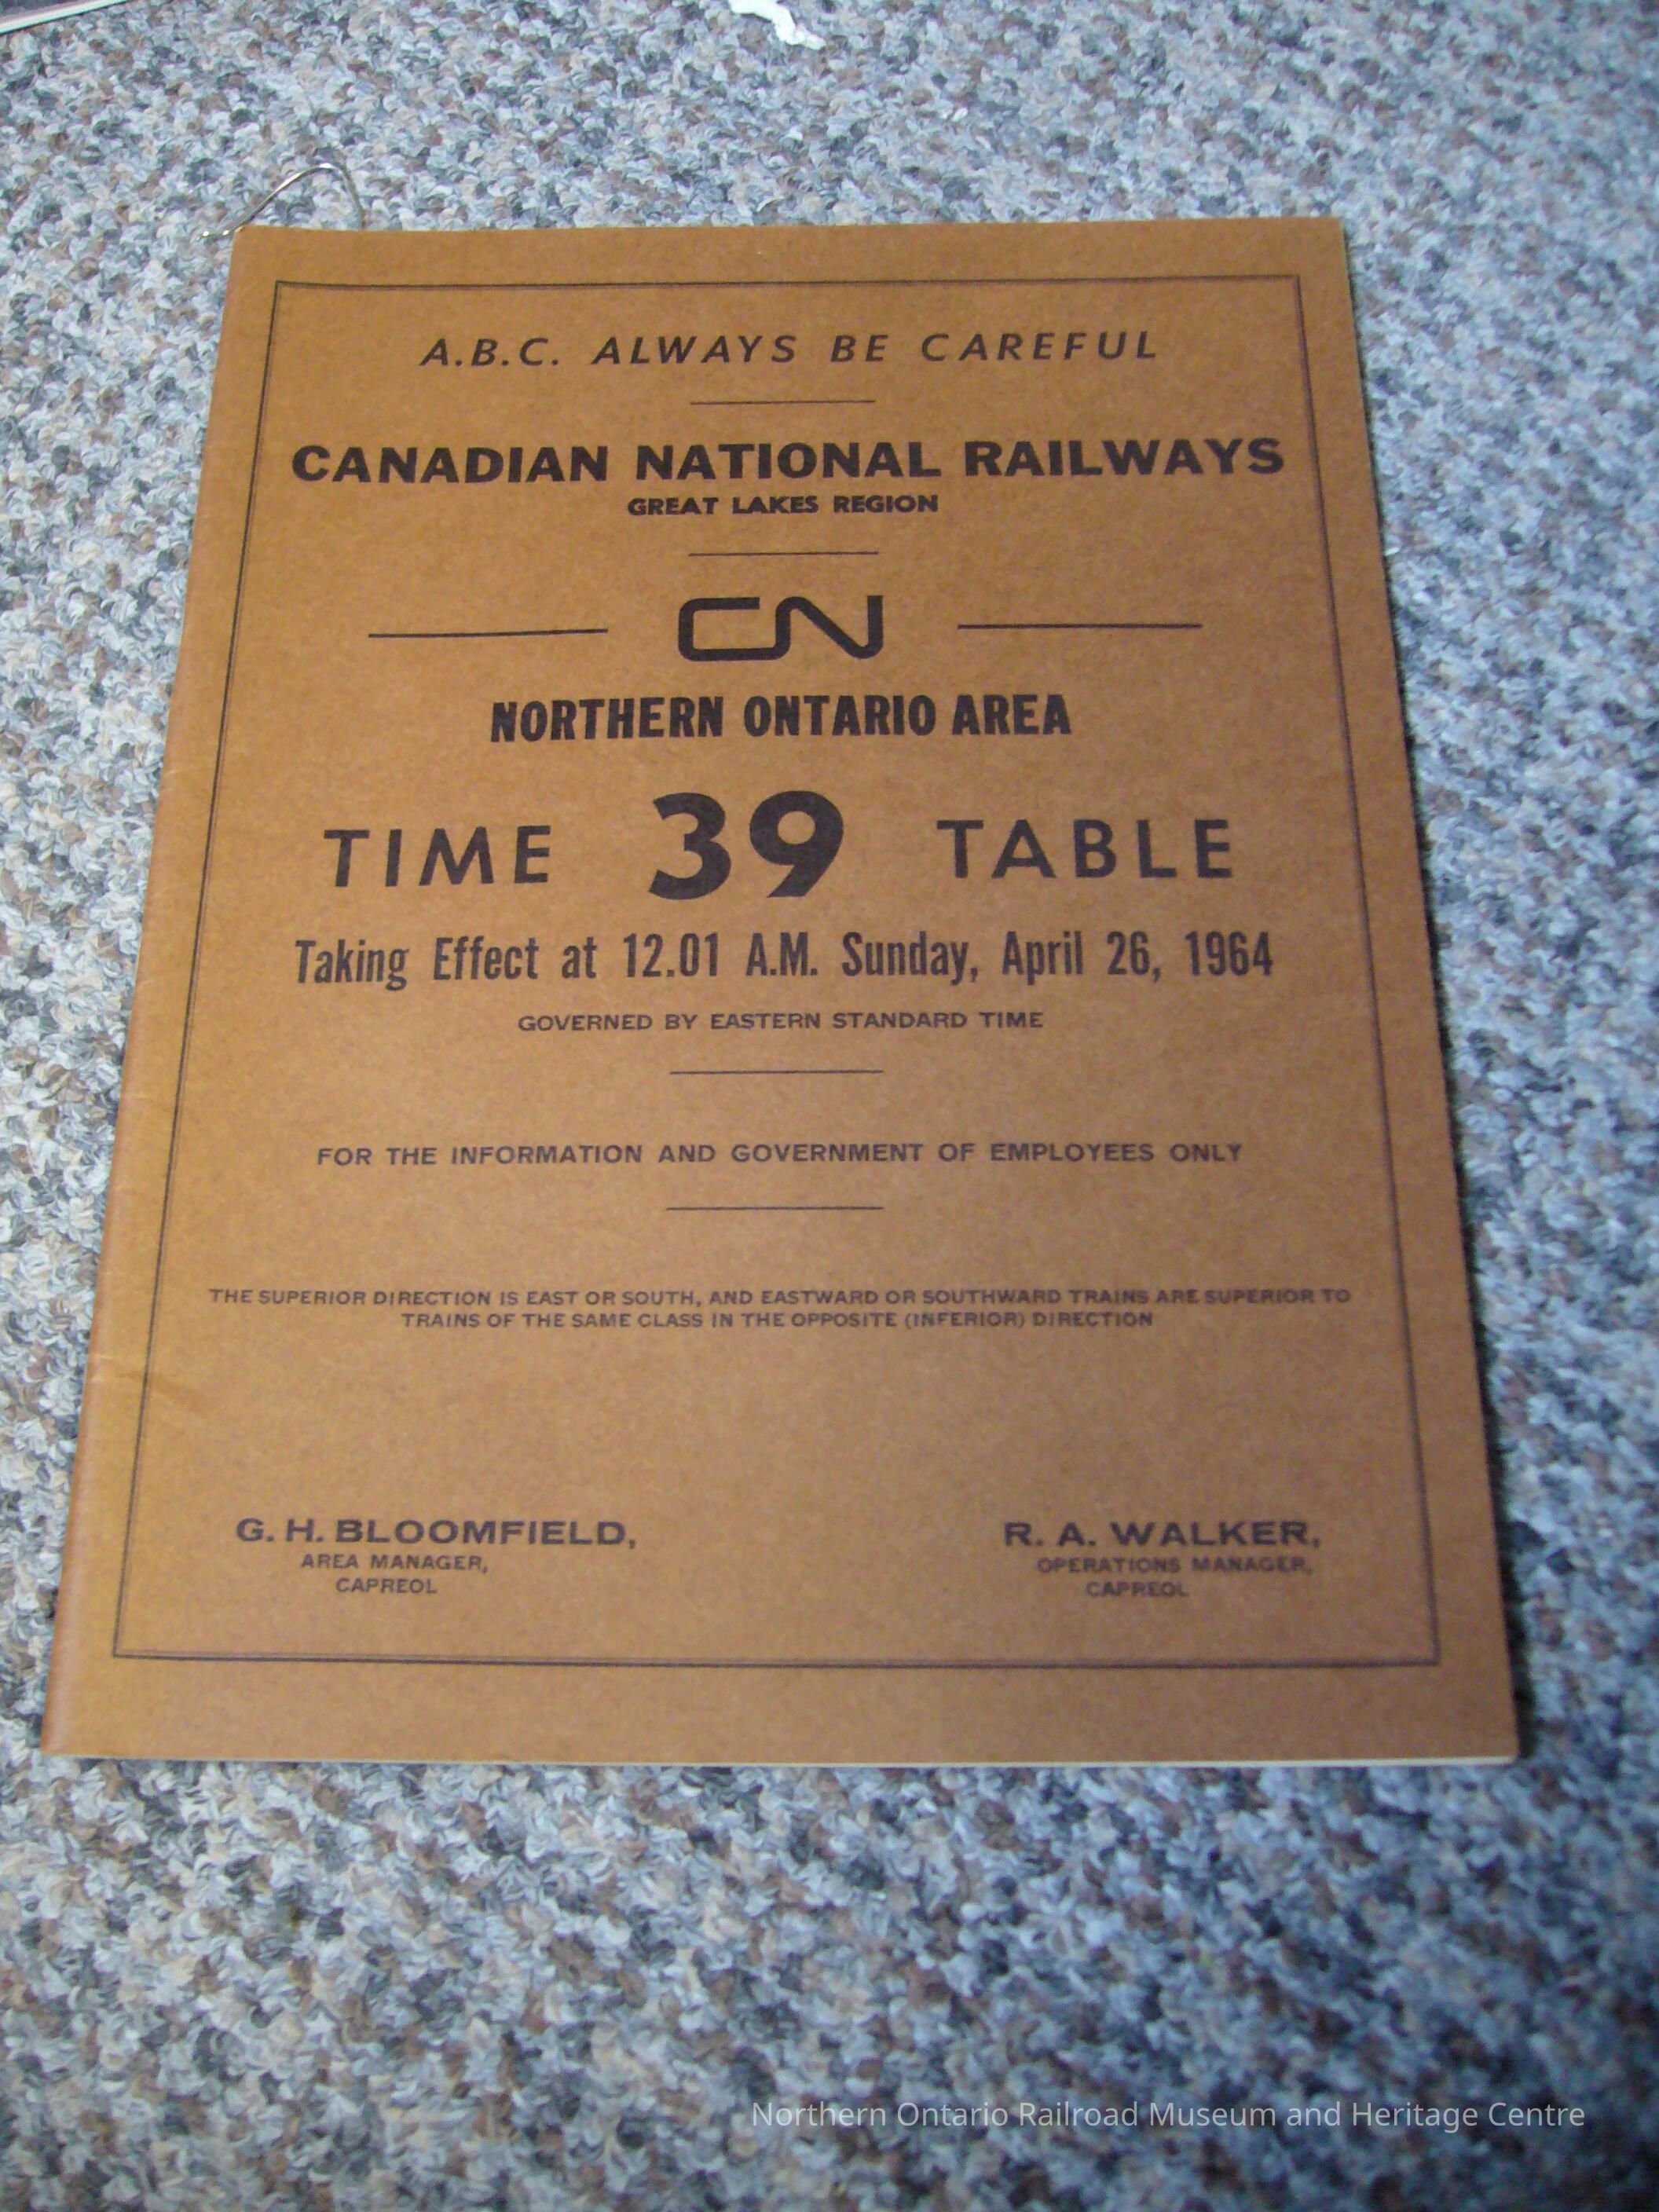 A.B.C. ALWAYS BE CAREFUL
CANADIAN NATIONAL RAILWAYS
GREAT LAKES REGION
CN
NORTHERN ONTARIO AREA
TIME 39 TABLE
Taking Effect at 12.01 A.M. Sunday, April 26, 1964
GOVERNED BY EASTERN STANDARD TIME
FOR THE INFORMATION AND GOVERNMENT OF EMPLOYEES ONLY
THE SUPERIOR DIRECTION IS EAST OR SOUTH, AND EASTWARD OR SOUTHWARD TRAINS ARE SUPERIOR TO
TRAINS OF THE SAME CLASS IN THE OPPOSITE (INFERIOR) DIRECTION
G. H. BLOOMFIELD,
AREA MANAGER,
CAPREOL
R. A. WALKER,
OPERATIONS MANAGER,
CAPREOL
Northern Ontario Railroad Museum and Heritage Centre